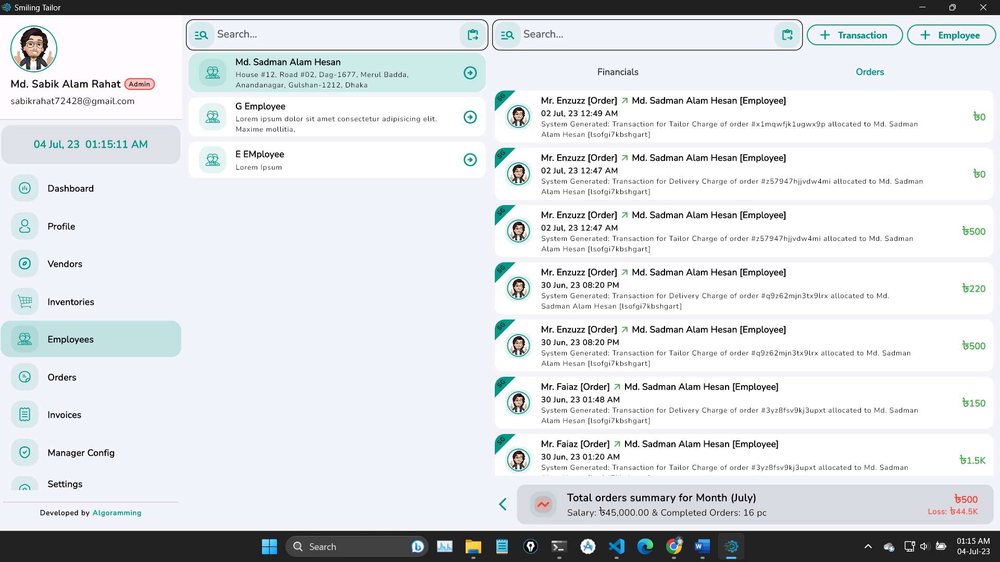 Smiling Tailor
Md. Sabik Alam Rahat Admin
sabikrahat72428@gmail.com
04 Jul, 23 01:15:11 AM
Dashboard
Profile
Vendors
Inventories
Employees
Orders
Invoices
Manager Config
Settings
Developed by Algoramming
Search...
Md. Sadman Alam Hesan
House #12, Road #02, Dag-1677, Merul Badda,
Anandanagar, Gulshan-1212, Dhaka
G Employee
Lorem ipsum dolor sit amet consectetur adipisicing elit.
Maxime mollitia,
E EMployee
Lorem Ipsum
Search...
Transaction
Employee
Financials
Orders
SG
Mr. Enzuzz [Order] Md. Sadman Alam Hesan [Employee]
02 Jul, 23 12:49 AM
System Generated: Transaction for Tailor Charge of order #x1mqwfjk1ugwx9p allocated to Md. Sadman
Alam Hesan [lsofgi7kbshgart]
৳0
SG
Mr. Enzuzz [Order] Md. Sadman Alam Hesan [Employee]
02 Jul, 23 12:47 AM
System Generated: Transaction for Delivery Charge of order #z57947hjjvdw4mi allocated to Md. Sadman
Alam Hesan [lsofgi7kbshgart]
৳0
SG
Mr. Enzuzz [Order] Md. Sadman Alam Hesan [Employee]
02 Jul, 23 12:47 AM
System Generated: Transaction for Tailor Charge of order #z57947hjjvdw4mi allocated to Md. Sadman
Alam Hesan [lsofgi7kbshgart]
৳500
SG
Mr. Enzuzz [Order] Md. Sadman Alam Hesan [Employee]
30 Jun, 23 08:20 PM
System Generated: Transaction for Delivery Charge of order #q9z62mjn3tx9lrx allocated to Md.
Sadman Alam Hesan [lsofgi7kbshgart]
৳220
SG
Mr. Enzuzz [Order] Md. Sadman Alam Hesan [Employee]
30 Jun, 23 08:20 PM
System Generated: Transaction for Tailor Charge of order #q9z62mjn3tx9lrx allocated to Md. Sadman
Alam Hesan [lsofgi7kbshgart]
৳500
SG
Mr. Faiaz [Order] Md. Sadman Alam Hesan [Employee]
30 Jun, 23 01:48 AM
System Generated: Transaction for Delivery Charge of order #3yz8fsv9kj3upxt allocated to Md. Sadman
Alam Hesan [lsofgi7kbshgart]
৳150
SG
Mr. Faiaz [Order] Md. Sadman Alam Hesan [Employee]
30 Jun, 23 01:20 AM
System Generated: Transaction for Tailor Charge of order #3yz8fsv9kj3upxt allocated to Md. Sadman
৳1.5K
Total orders summary for Month (July)
Salary: ৳45,000.00 & Completed Orders: 16 pc
৳500
Loss: ৳44.5K
Search
01:15 AM
04-Jul-23